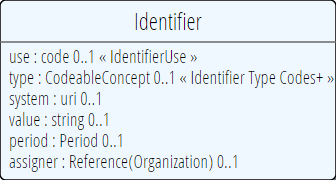 Identifier
use : code 0..1 « IdentifierUse »
type : CodeableConcept 0..1 « Identifier Type Codes+ »
system : uri 0..1
value : string 0..1
period : Period 0..1
assigner : Reference(Organization) 0..1